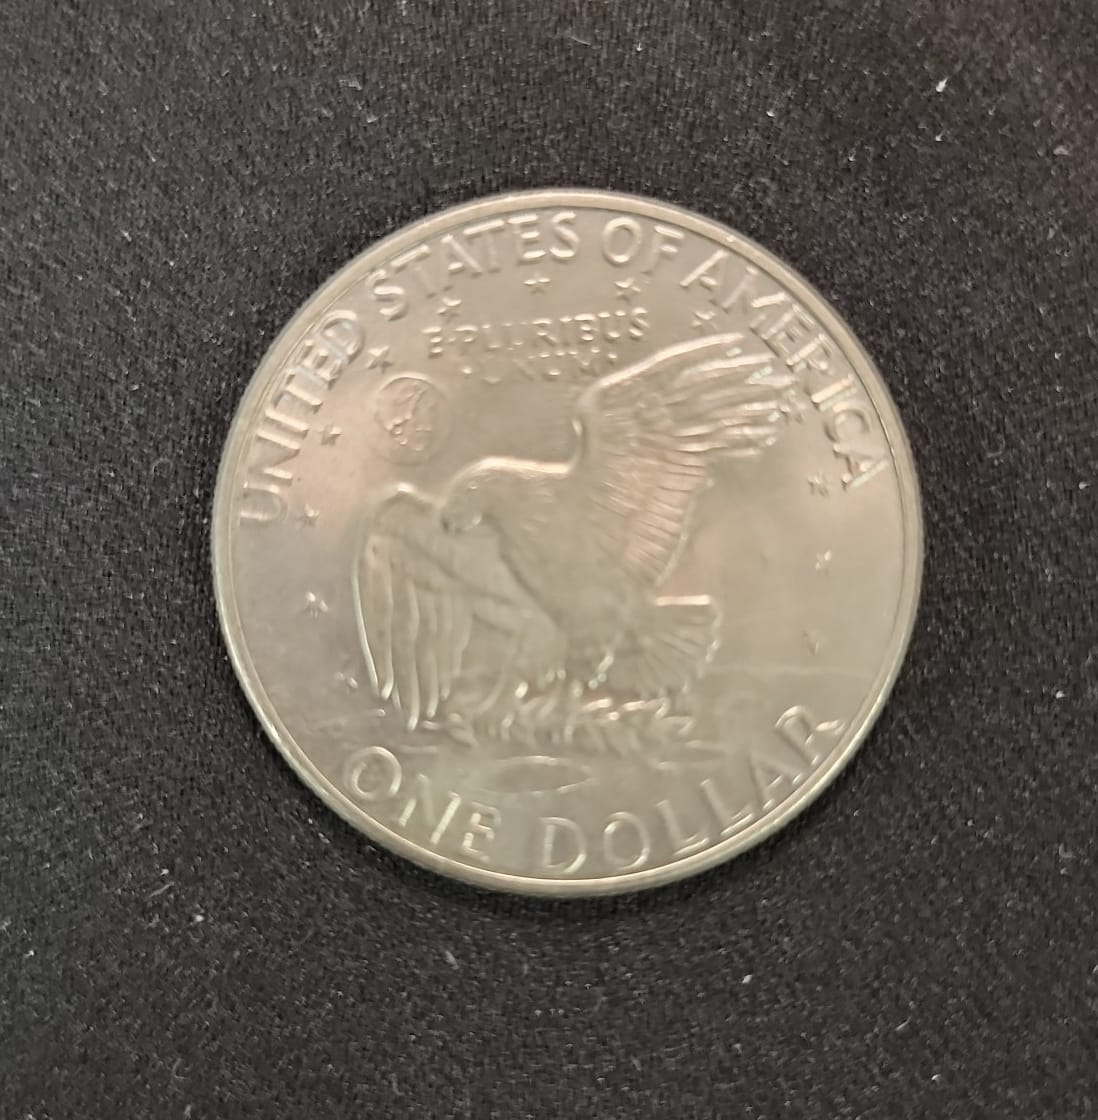 UNITED STATES OF AMERICA
E·PLURIBUS
UNUM
ONE DOLLAR